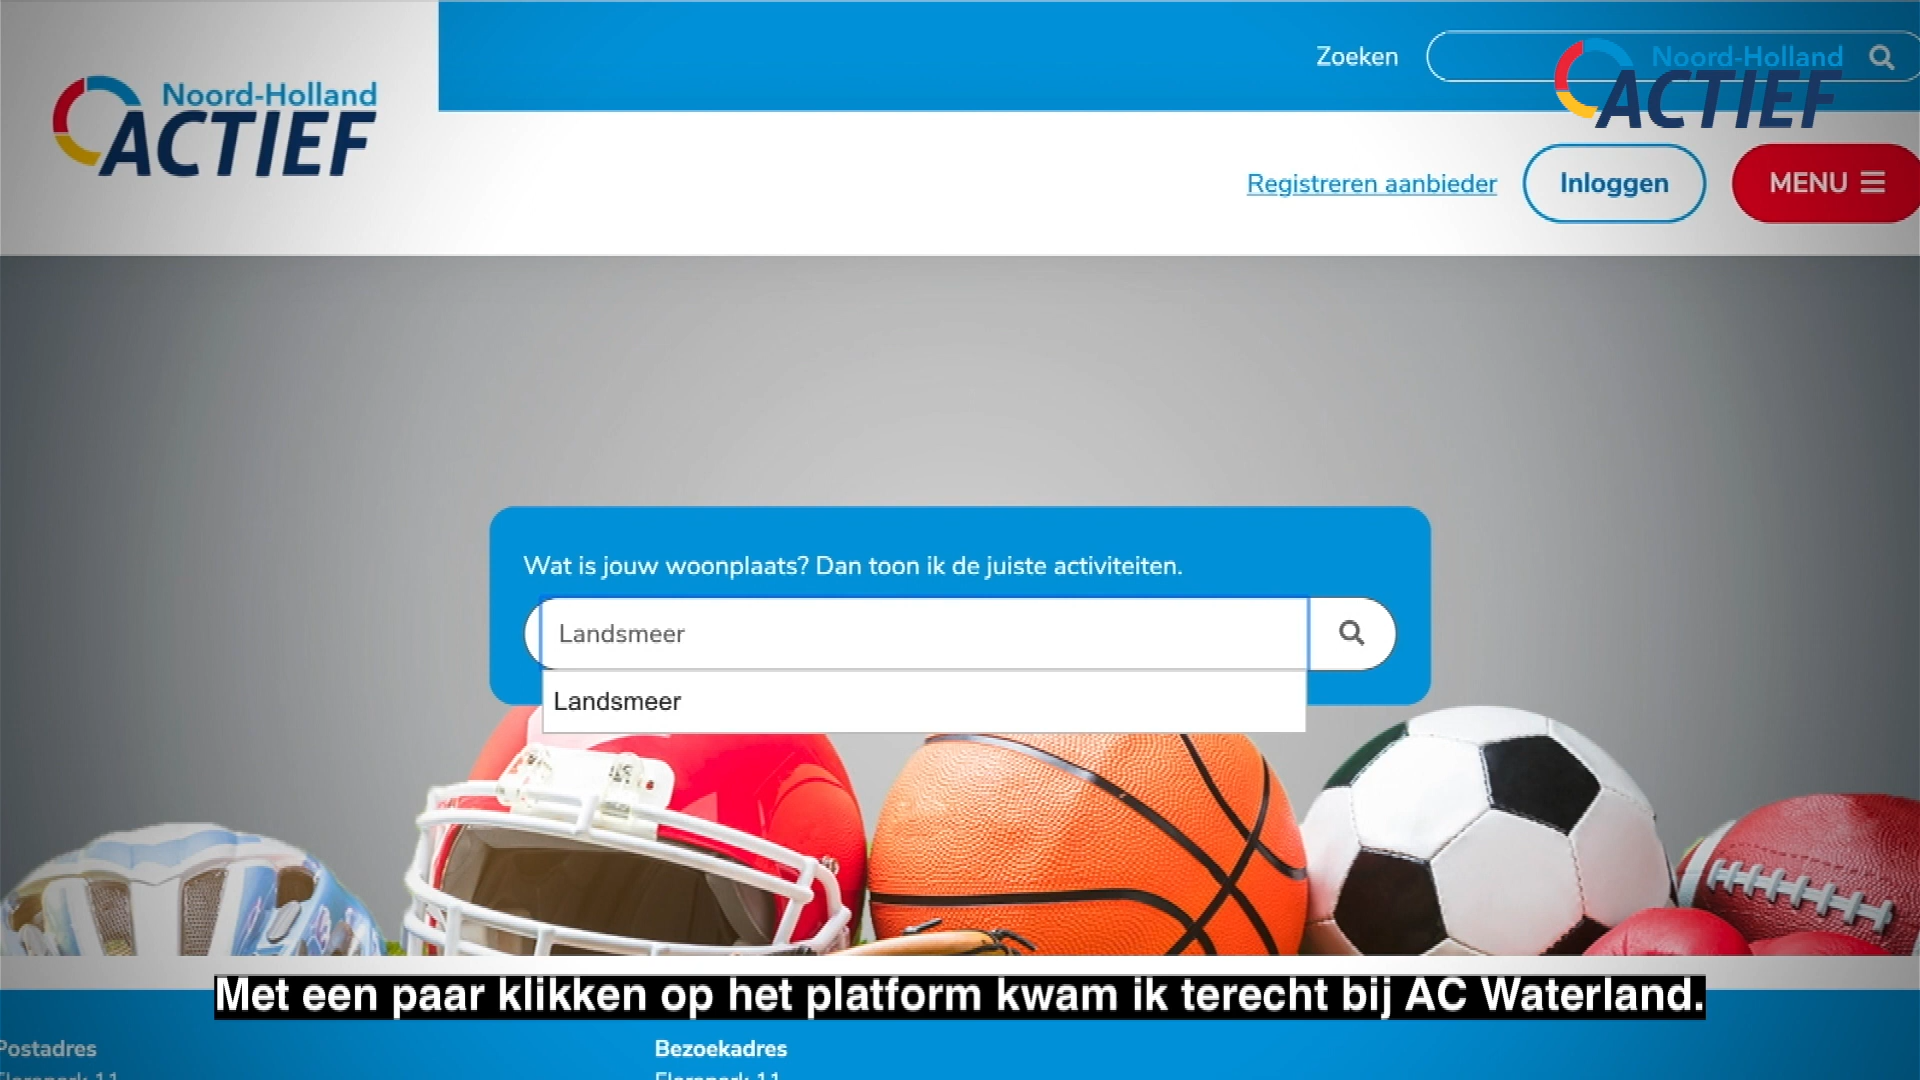 Noord-Holland
ACTIEF
Zoeken
Noord-Holland
ACTIEF
Registreren aanbieder
Inloggen
MENU
Wat is jouw woonplaats? Dan toon ik de juiste activiteiten.
Landsmeer
Landsmeer
Met een paar klikken op het platform kwam ik terecht bij AC Waterland.
Postadres
Bezoekadres